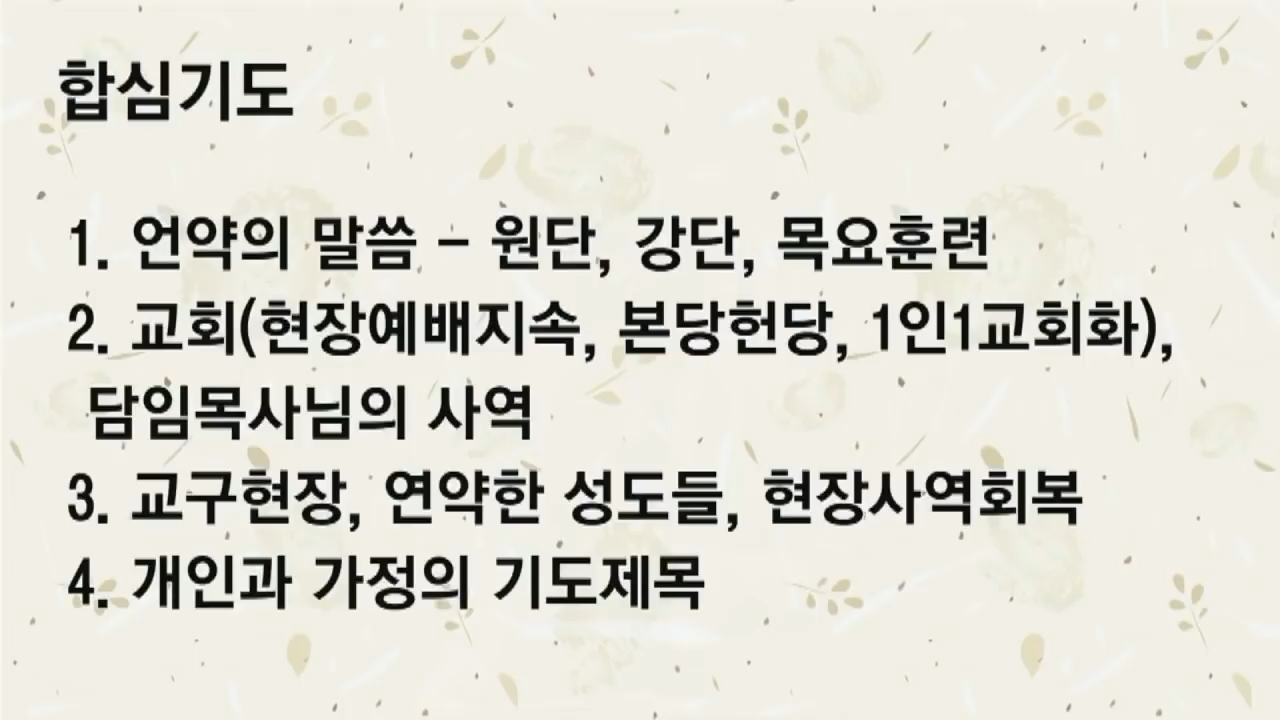 합심기도
1. 언약의 말씀 - 원단, 강단, 목요훈련
2. 교회(현장예배지속, 본당헌당, 1인1교회화),
담임목사님의 사역
3. 교구현장, 연약한 성도들, 현장사역회복
4. 개인과 가정의 기도제목